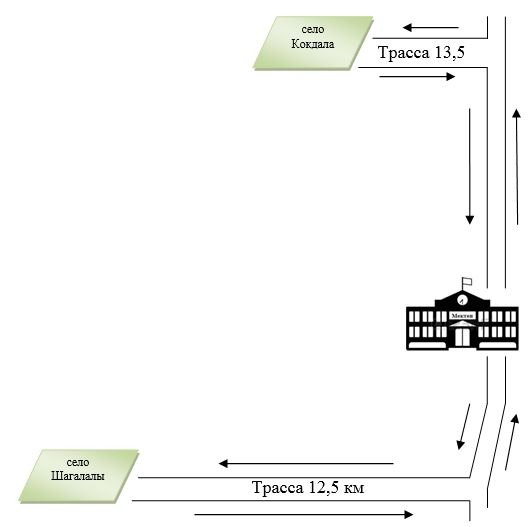 село
Кокдала
Трасса 13,5
Мектеп
село
Шагалалы
Трасса 12,5 км